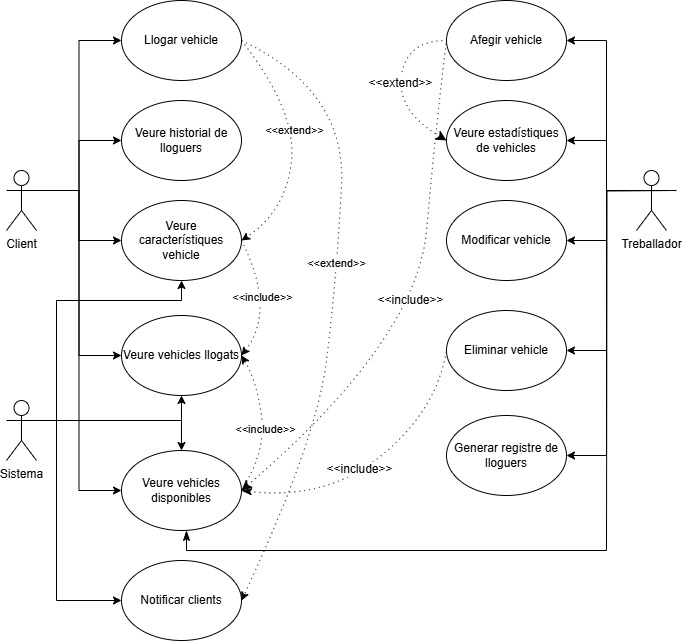 Llogar vehicle
Afegir vehicle
<<extend>>
<<extend>>
Veure historial de
lloguers
Veure estadístiques
de vehicles
Client
Veure
característiques
vehicle
Modificar vehicle
Treballador
<<extend>>
<<include>>
<<include>>
Veure vehicles llogats
Eliminar vehicle
<<include>>
Sistema
Generar registre de
lloguers
<<include>>
Veure vehicles
disponibles
Notificar clients